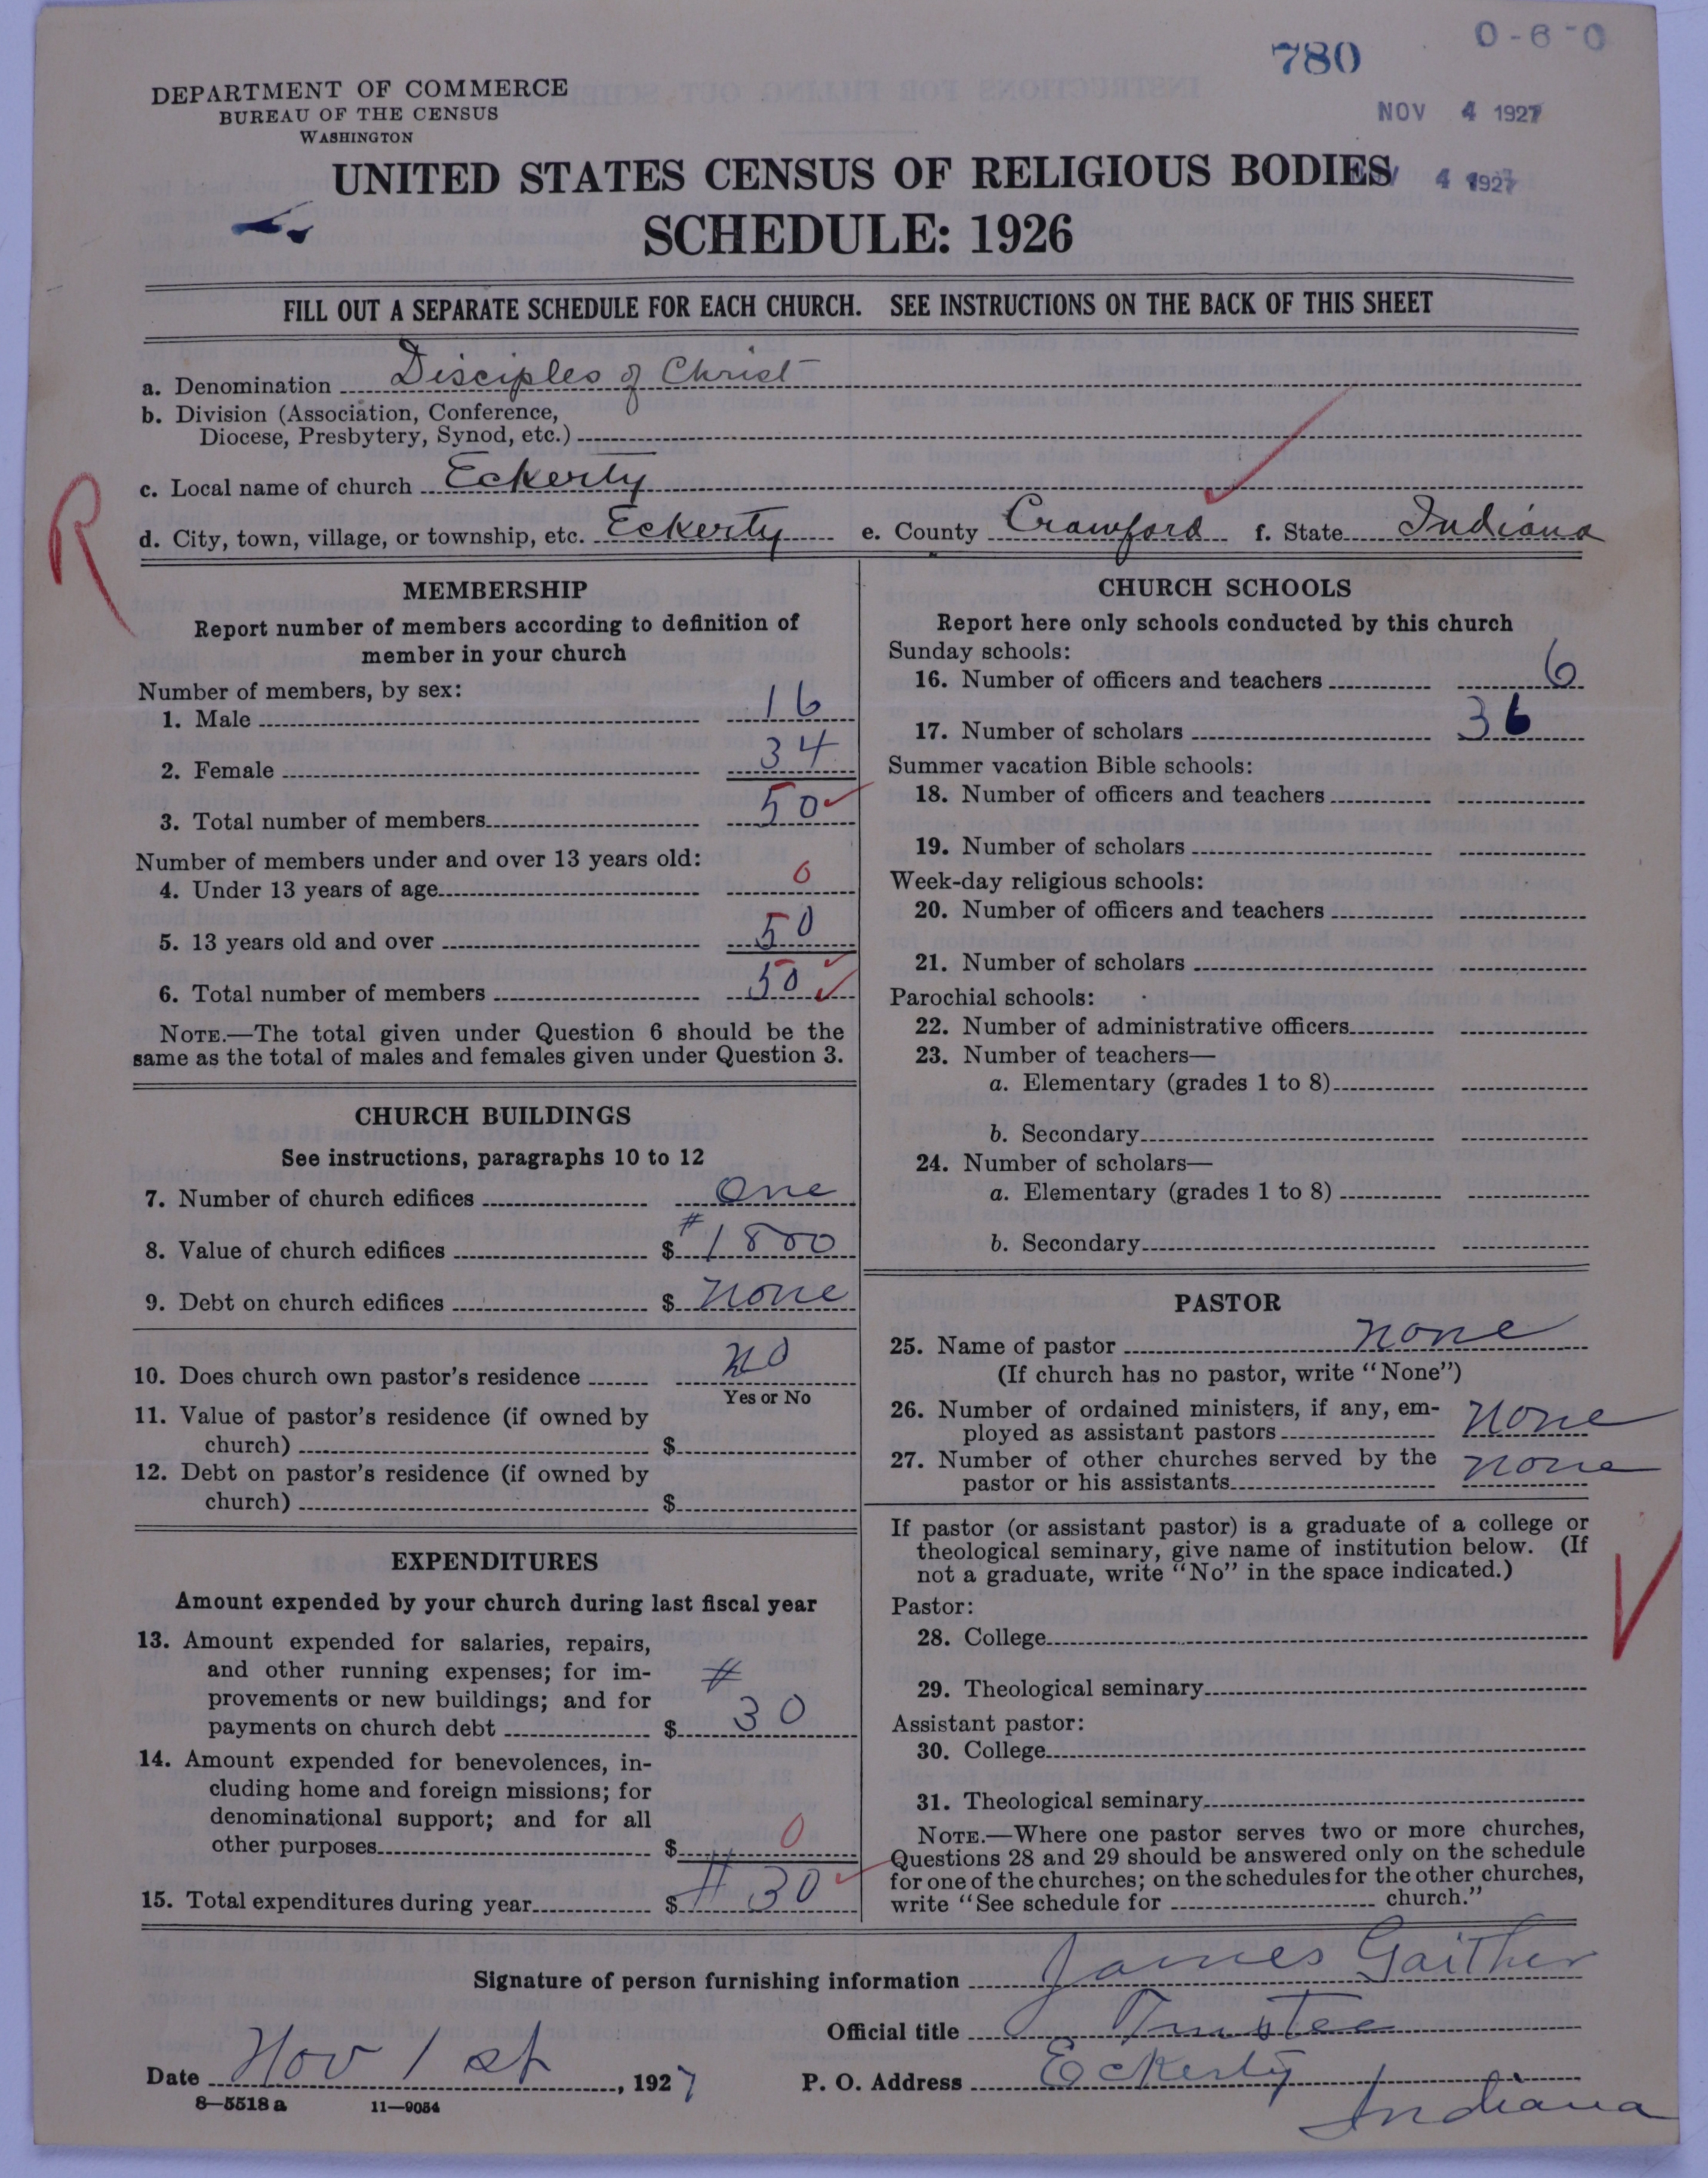 780
0-6-0
DEPARTMENT OF COMMERCE
BUREAU OF THE CENSUS
WASHINGTON
NOV 4 1927
UNITED STATES CENSUS OF RELIGIOUS BODIES
NOV 4 1927
SCHEDULE: 1926
FILL OUT A SEPARATE SCHEDULE FOR EACH CHURCH. SEE INSTRUCTIONS ON THE BACK OF THIS SHEET
a. Denomination Disciples of Christ
b. Division (Association, Conference,
Diocese, Presbytery, Synod, etc.)
c. Local name of church Eckerty
R
d. City, town, village, or township, etc. Eckerty e. County Crawford f. State Indiana
MEMBERSHIP
Report number of members according to definition of
member in your church
Number of members, by sex:
1. Male 16
2. Female 34
3. Total number of members 50
Number of members under and over 13 years old:
4. Under 13 years of age 0
5. 13 years old and over 50
6. Total number of members 50
NOTE.—The total given under Question 6 should be the
same as the total of males and females given under Question 3.
CHURCH BUILDINGS
See instructions, paragraphs 10 to 12
7. Number of church edifices One
8. Value of church edifices $ #1800
9. Debt on church edifices $ none
10. Does church own pastor's residence no
Yes or No
11. Value of pastor's residence (if owned by
church) $
12. Debt on pastor's residence (if owned by
church) $
EXPENDITURES
Amount expended by your church during last fiscal year
13. Amount expended for salaries, repairs,
and other running expenses; for im-
provements or new buildings; and for
payments on church debt $ # 30
14. Amount expended for benevolences, in-
cluding home and foreign missions; for
denominational support; and for all
other purposes $ 0
15. Total expenditures during year $ # 30
CHURCH SCHOOLS
Report here only schools conducted by this church
Sunday schools:
16. Number of officers and teachers 6
17. Number of scholars 36
Summer vacation Bible schools:
18. Number of officers and teachers
19. Number of scholars
Week-day religious schools:
20. Number of officers and teachers
21. Number of scholars
Parochial schools:
22. Number of administrative officers
23. Number of teachers—
a. Elementary (grades 1 to 8)
b. Secondary
24. Number of scholars—
a. Elementary (grades 1 to 8)
b. Secondary
PASTOR
25. Name of pastor none
(If church has no pastor, write "None")
26. Number of ordained ministers, if any, em-
ployed as assistant pastors none
27. Number of other churches served by the
pastor or his assistants none
If pastor (or assistant pastor) is a graduate of a college or
theological seminary, give name of institution below. (If
not a graduate, write "No" in the space indicated.)
Pastor:
28. College
29. Theological seminary
Assistant pastor:
30. College
31. Theological seminary
NOTE.—Where one pastor serves two or more churches,
Questions 28 and 29 should be answered only on the schedule
for one of the churches; on the schedules for the other churches,
write "See schedule for church."
Signature of person furnishing information James Gaither
Official title Trustee
Date Nov 1st, 1927 P. O. Address Eckerty
Indiana
8—5518a 11—9054